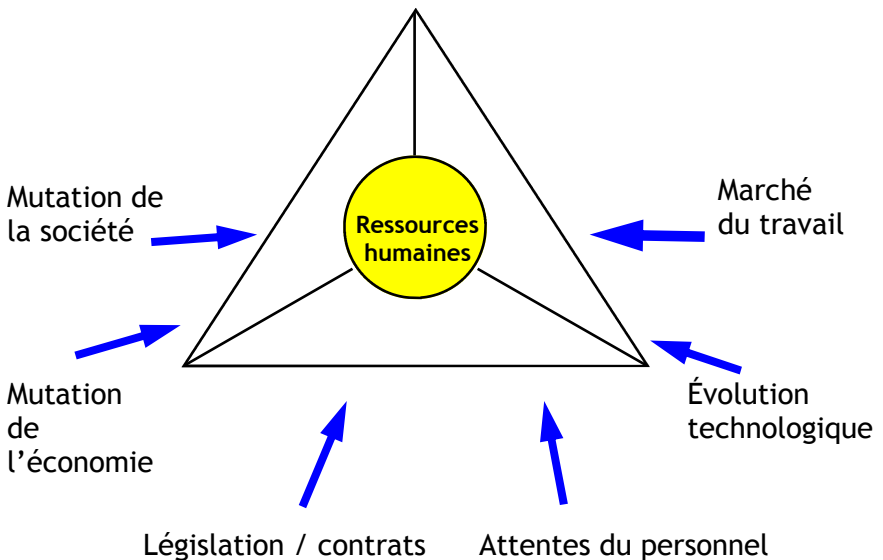 Mutation de
la société
Ressources
humaines
Marché
du travail
Mutation
de
l’économie
Évolution
technologique
Législation / contrats
Attentes du personnel